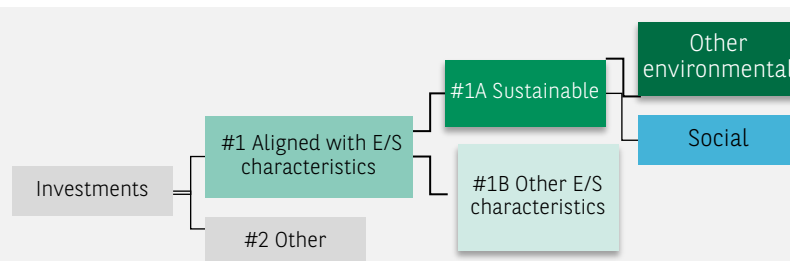 Other
environmental
#1A Sustainable
Social
#1 Aligned with E/S
characteristics
Investments
#1B Other E/S
characteristics
#2 Other